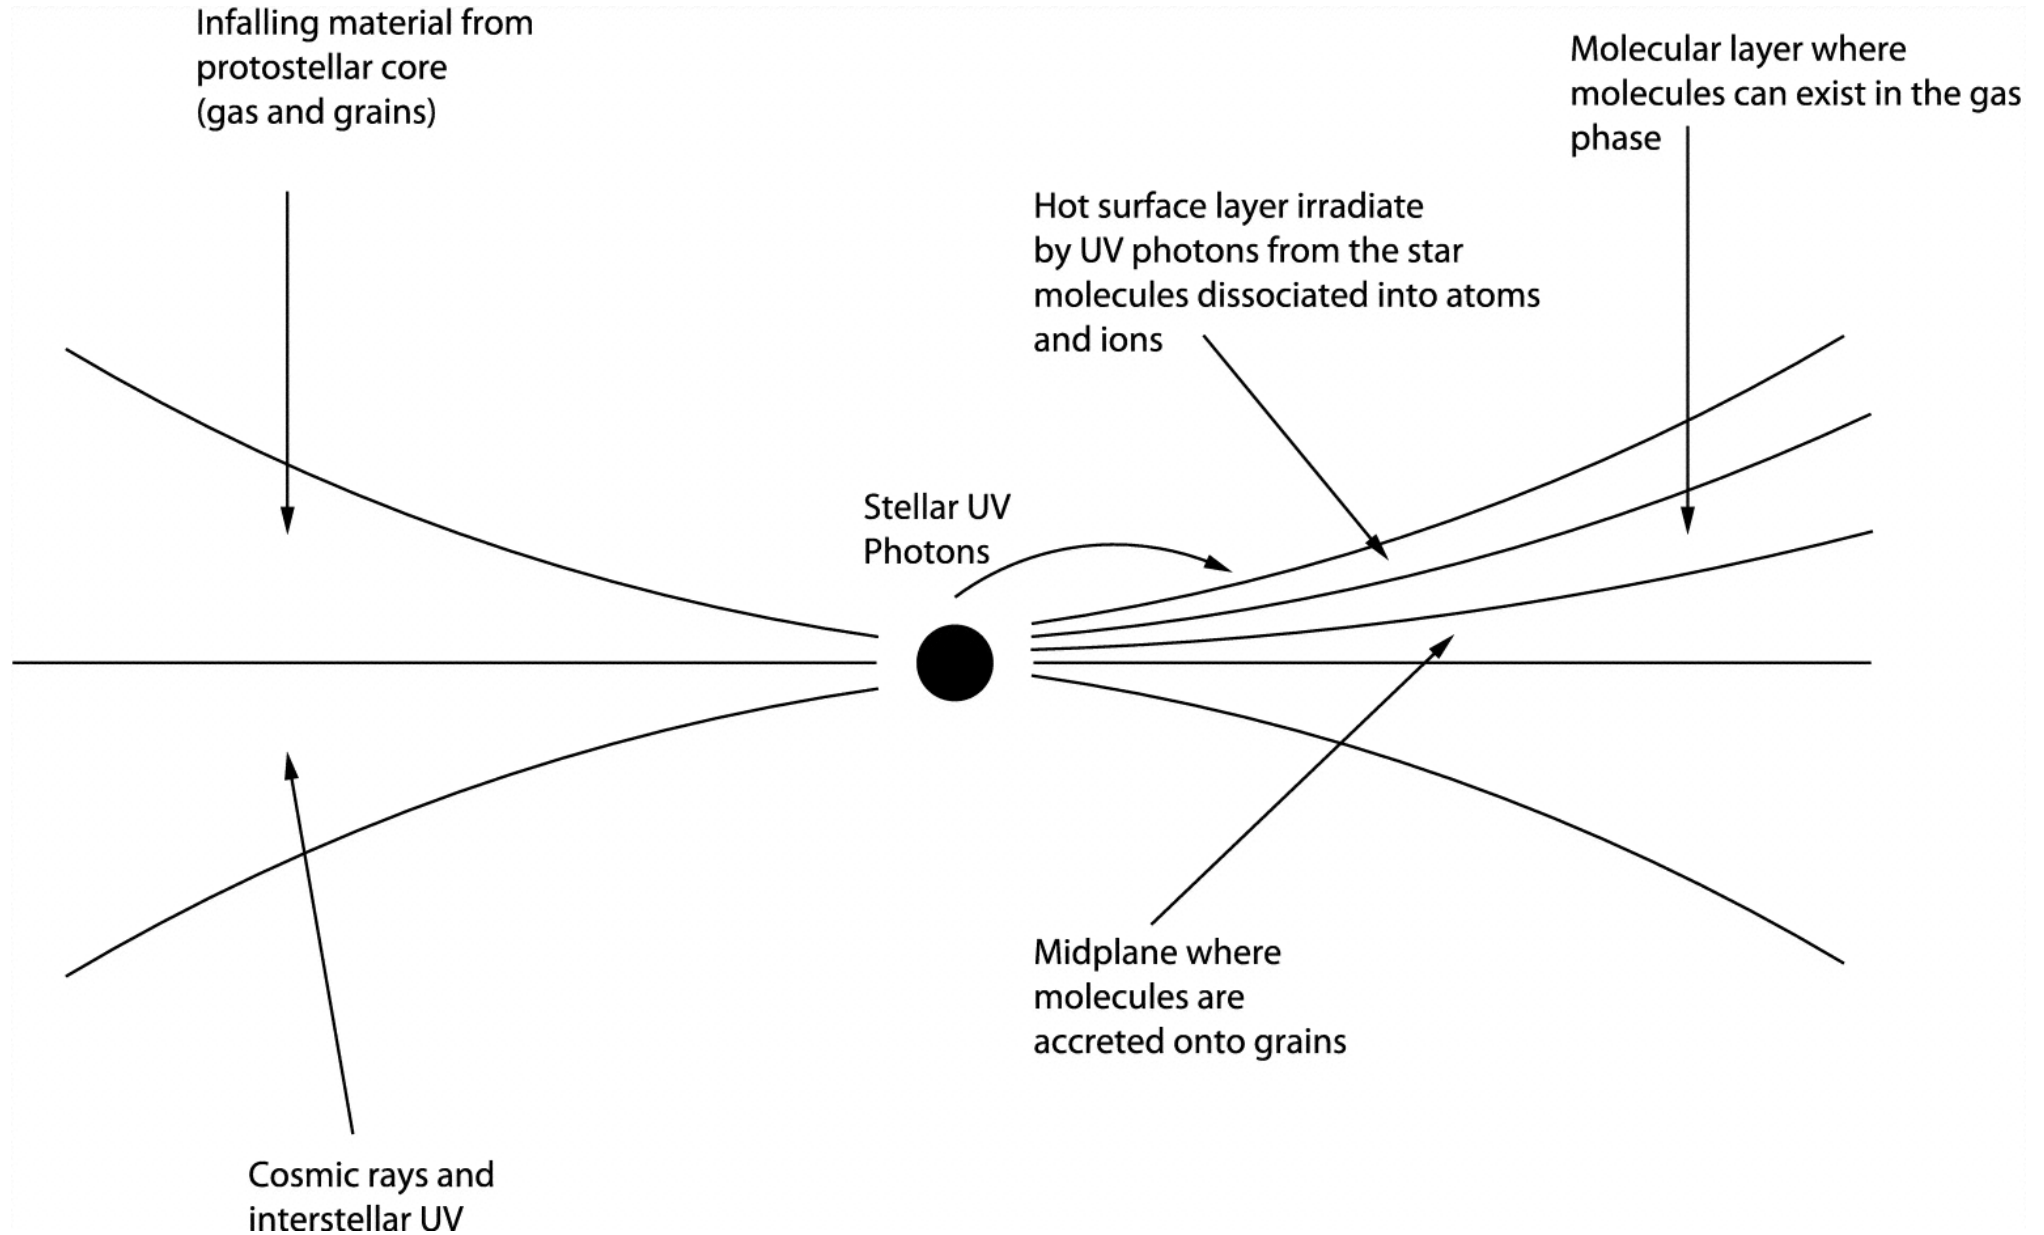 Infalling material from
protostellar core
(gas and grains)
Molecular layer where
molecules can exist in the gas
phase
Hot surface layer irradiate
by UV photons from the star
molecules dissociated into atoms
and ions
Stellar UV
Photons
Midplane where
molecules are
accreted onto grains
Cosmic rays and
interstellar UV